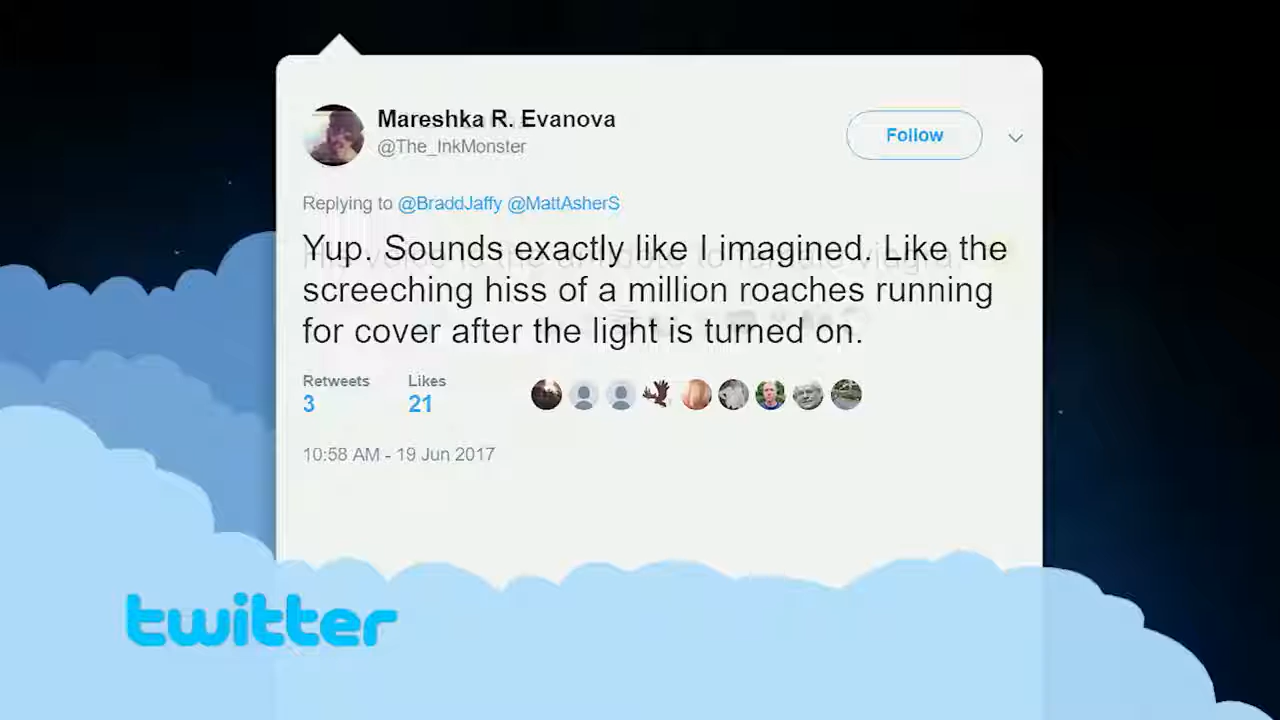 Mareshka R. Evanova
@The_InkMonster
Follow
Replying to @BraddJaffy @MattAsherS
Yup. Sounds exactly like I imagined. Like the
screeching hiss of a million roaches running
for cover after the light is turned on.
Retweets Likes
3 21
10:58 AM - 19 Jun 2017
twitter